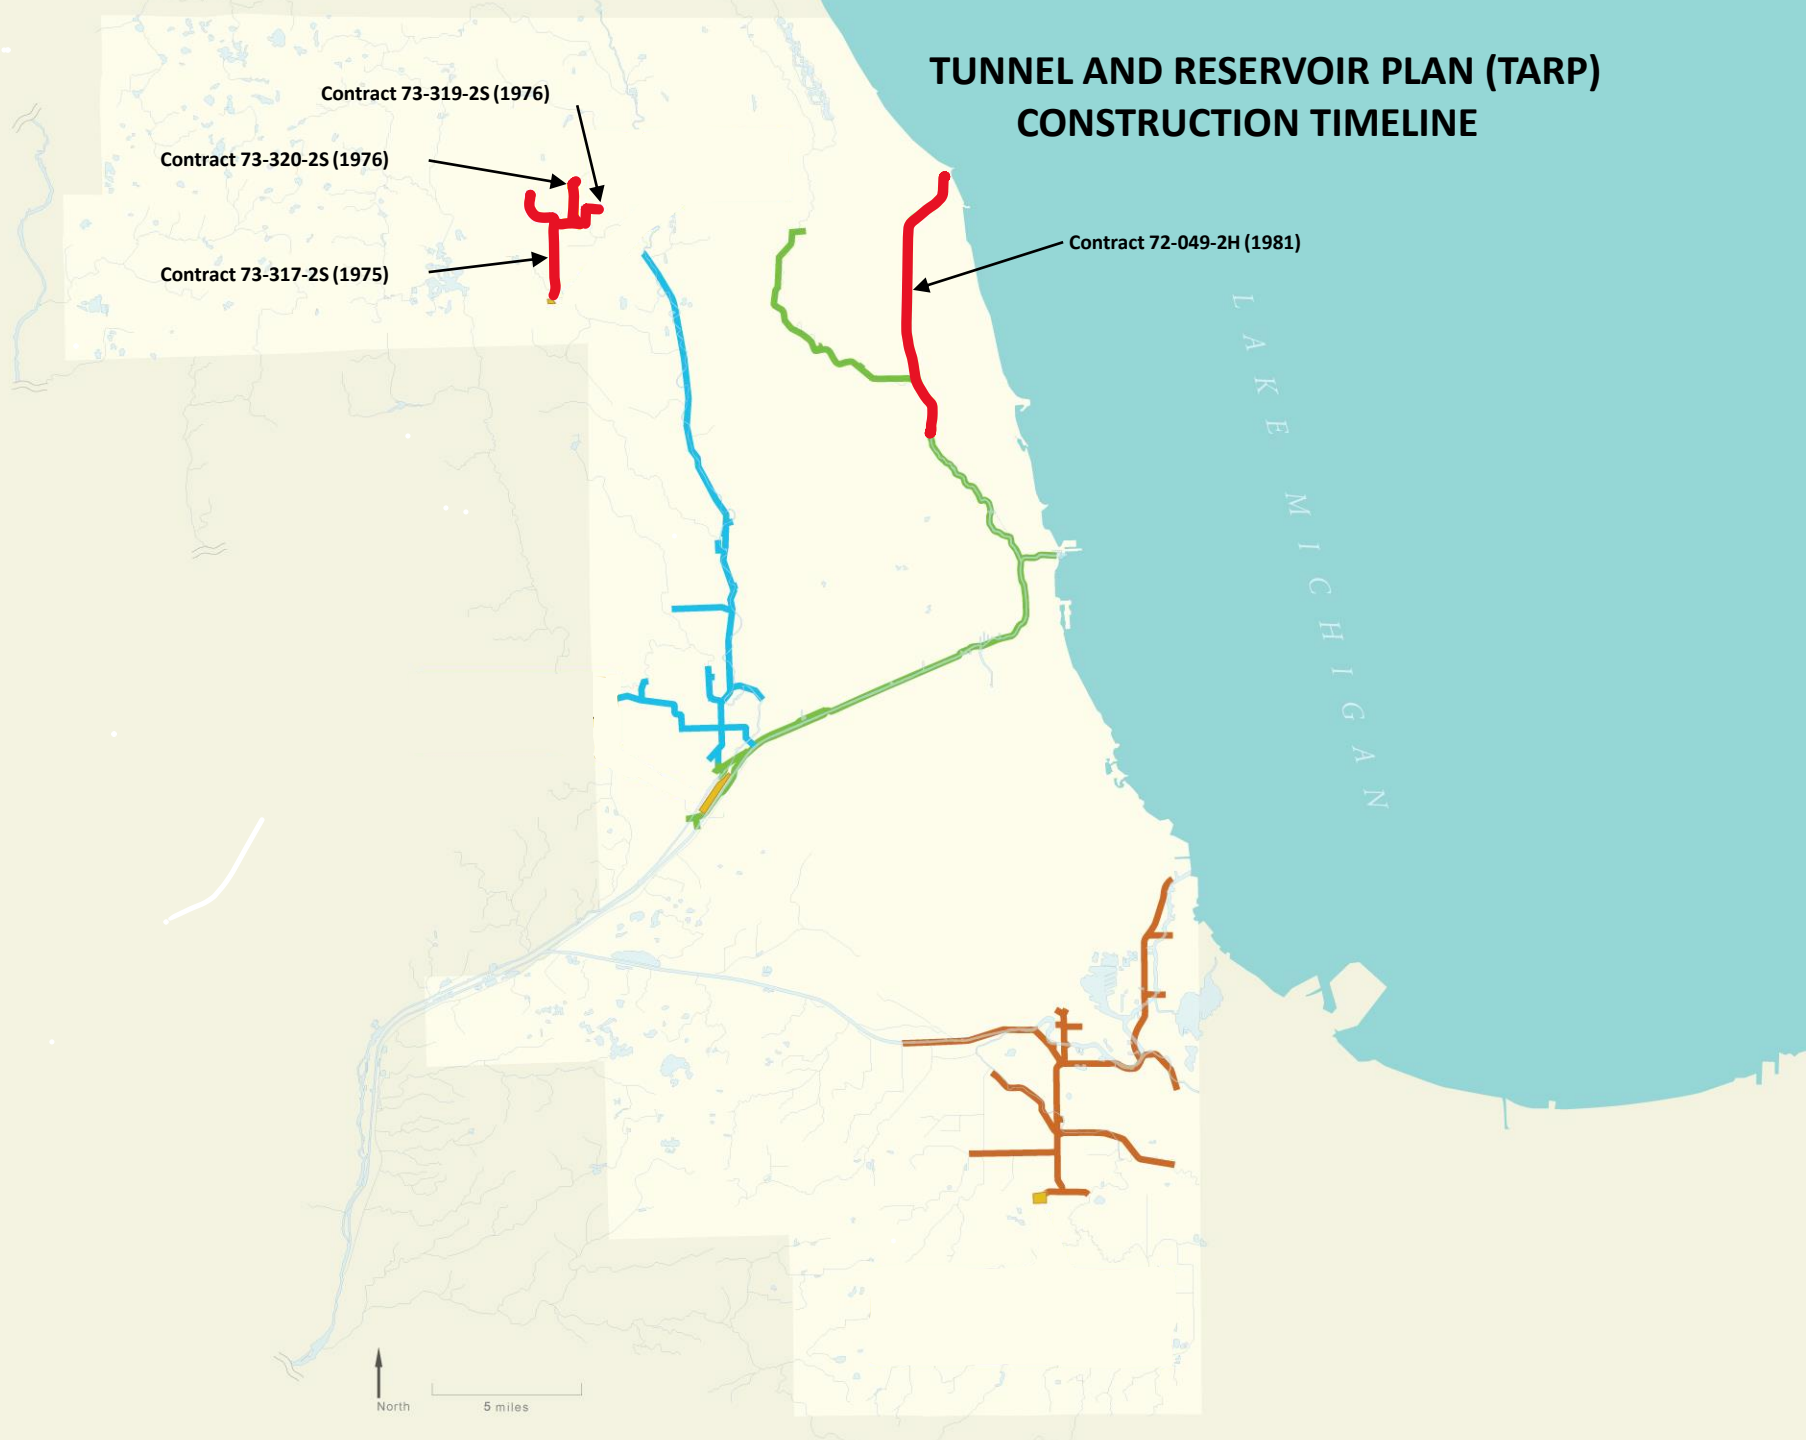 TUNNEL AND RESERVOIR PLAN (TARP)
CONSTRUCTION TIMELINE
Contract 73-319-2S (1976)
Contract 73-320-2S (1976)
Contract 73-317-2S (1975)
Contract 72-049-2H (1981)
LAKE MICHIGAN
North
5 miles